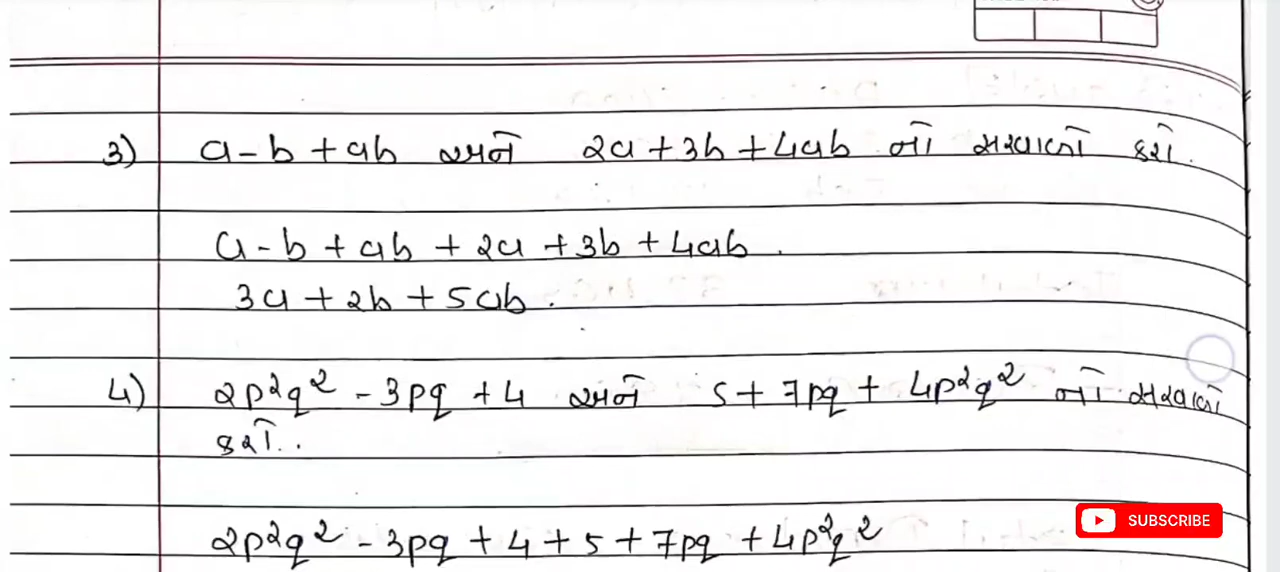 3) a-b+ab અને 2a+3b+4ab નો સરવાળો કરો.
a-b+ab+2a+3b+4ab.
3a+2b+5ab.
4) 2p²q²-3pq+4 અને 5+7pq+4p²q² નો સરવાળો
કરો..
2p²q²-3pq+4+5+7pq+4p²q²
SUBSCRIBE